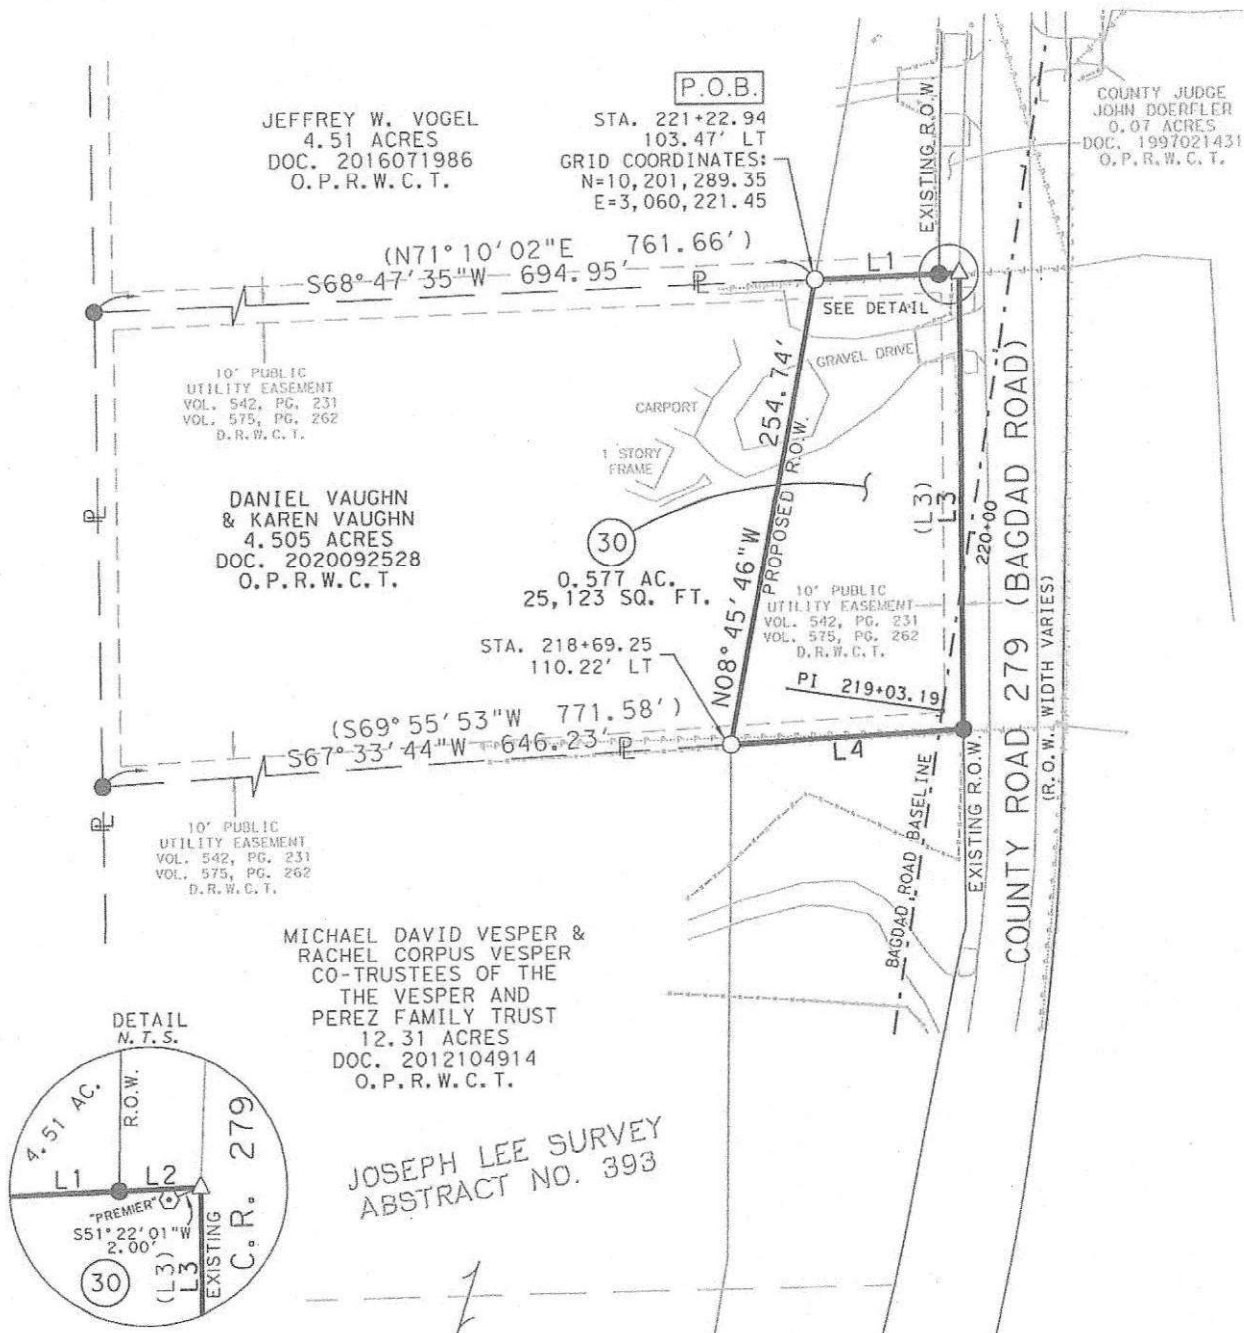 P.O.B.
JEFFREY W. VOGEL
4.51 ACRES
DOC. 2016071986
O.P.R.W.C.T.
STA. 221+22.94
103.47' LT
GRID COORDINATES:
N=10,201,289.35
E=3,060,221.45
EXISTING R.O.W.
COUNTY JUDGE
JOHN DOERFLER
0.07 ACRES
DOC. 1997021431
O.P.R.W.C.T.
(N71°10'02"E 761.66')
S68°47'35"W 694.95'
PL
L1
SEE DETAIL
GRAVEL DRIVE
10' PUBLIC
UTILITY EASEMENT
VOL. 542, PG. 231
VOL. 575, PG. 262
D.R.W.C.T.
CARPORT
1 STORY
FRAME
254.74'
N08°45'46"W
PROPOSED R.O.W.
PL
DANIEL VAUGHN
& KAREN VAUGHN
4.505 ACRES
DOC. 2020092528
O.P.R.W.C.T.
30
0.577 AC.
25,123 SQ. FT.
(L3)
L3
220+00
COUNTY ROAD 279 (BAGDAD ROAD)
(R.O.W. WIDTH VARIES)
10' PUBLIC
UTILITY EASEMENT
VOL. 542, PG. 231
VOL. 575, PG. 262
D.R.W.C.T.
STA. 218+69.25
110.22' LT
PI 219+03.19
(S69°55'53"W 771.58')
S67°33'44"W 646.23'
PL
L4
PL
10' PUBLIC
UTILITY EASEMENT
VOL. 542, PG. 231
VOL. 575, PG. 262
D.R.W.C.T.
BAGDAD ROAD BASELINE
EXISTING R.O.W.
MICHAEL DAVID VESPER &
RACHEL CORPUS VESPER
CO-TRUSTEES OF THE
THE VESPER AND
PEREZ FAMILY TRUST
12.31 ACRES
DOC. 2012104914
O.P.R.W.C.T.
DETAIL
N.T.S.
4.51 AC.
R.O.W.
L1
L2
"PREMIER"
S51°22'01"W
2.00'
30
(L3)
L3
EXISTING
C.R. 279
JOSEPH LEE SURVEY
ABSTRACT NO. 393